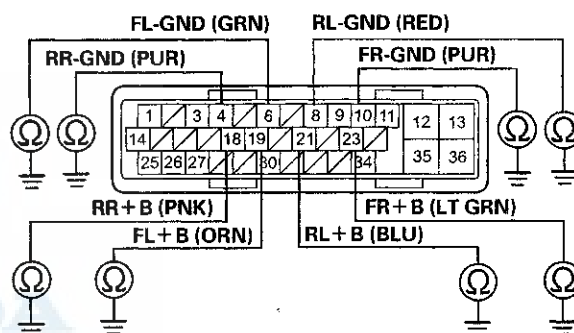 FL-GND (GRN) RL-GND (RED)
RR-GND (PUR) FR-GND (PUR)
1 3 4 6 8 9 10 11 12 13
14 18 19 21 23
25 26 27 30 34 35 36
RR+B (PNK) FR+B (LT GRN)
FL+B (ORN) RL+B (BLU)
Ω Ω Ω Ω
Ω Ω Ω Ω